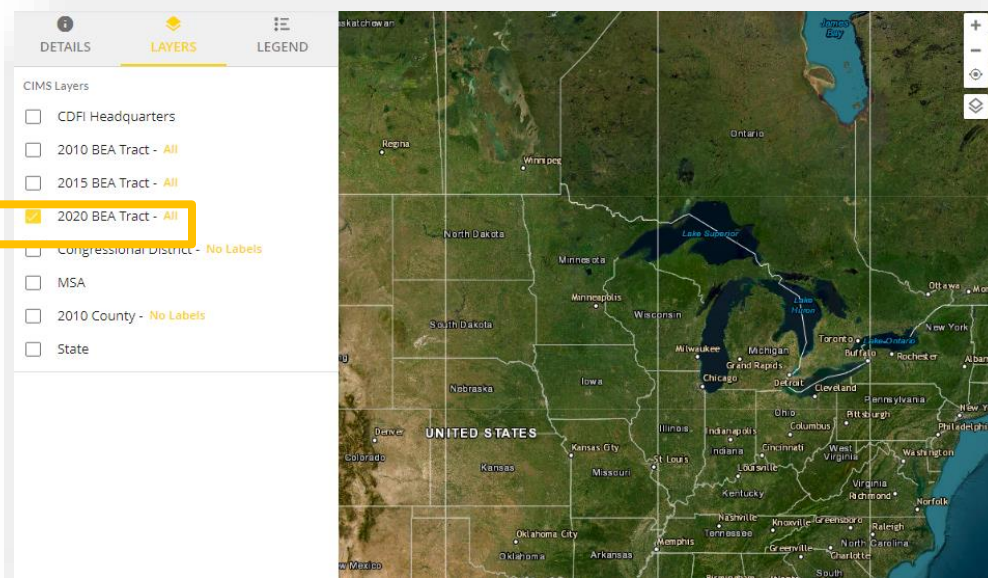 DETAILS
LAYERS
LEGEND
CIMS Layers
CDFI Headquarters
2010 BEA Tract - All
2015 BEA Tract - All
2020 BEA Tract - All
Congressional District - No Labels
MSA
2010 County - No Labels
State
James Bay
Ontario
Regina
Winnipeg
North Dakota
Lake Superior
Minnesota
Ottawa
Minneapolis
Lake Huron
Wisconsin
South Dakota
New York
Toronto
Lake Ontario
Milwaukee
Michigan
Buffalo
Rochester
Grand Rapids
Chicago
Detroit
Cleveland
Iowa
Nebraska
Pennsylvania
Ohio
Pittsburgh
New Y
Columbus
Illinois
Indianapolis
Philadelphi
Denver
UNITED STATES
Kansas City
Indiana
Cincinnati
West Virginia
Washington
Colorado
St Louis
Kansas
Missouri
Louisville
Virginia
Kentucky
Richmond
Norfolk
Nashville
Knoxville
Greensboro
Raleigh
Oklahoma City
Tennessee
Memphis
North Carolina
Greenville
Charlotte
Oklahoma
Arkansas
w Mexico
South